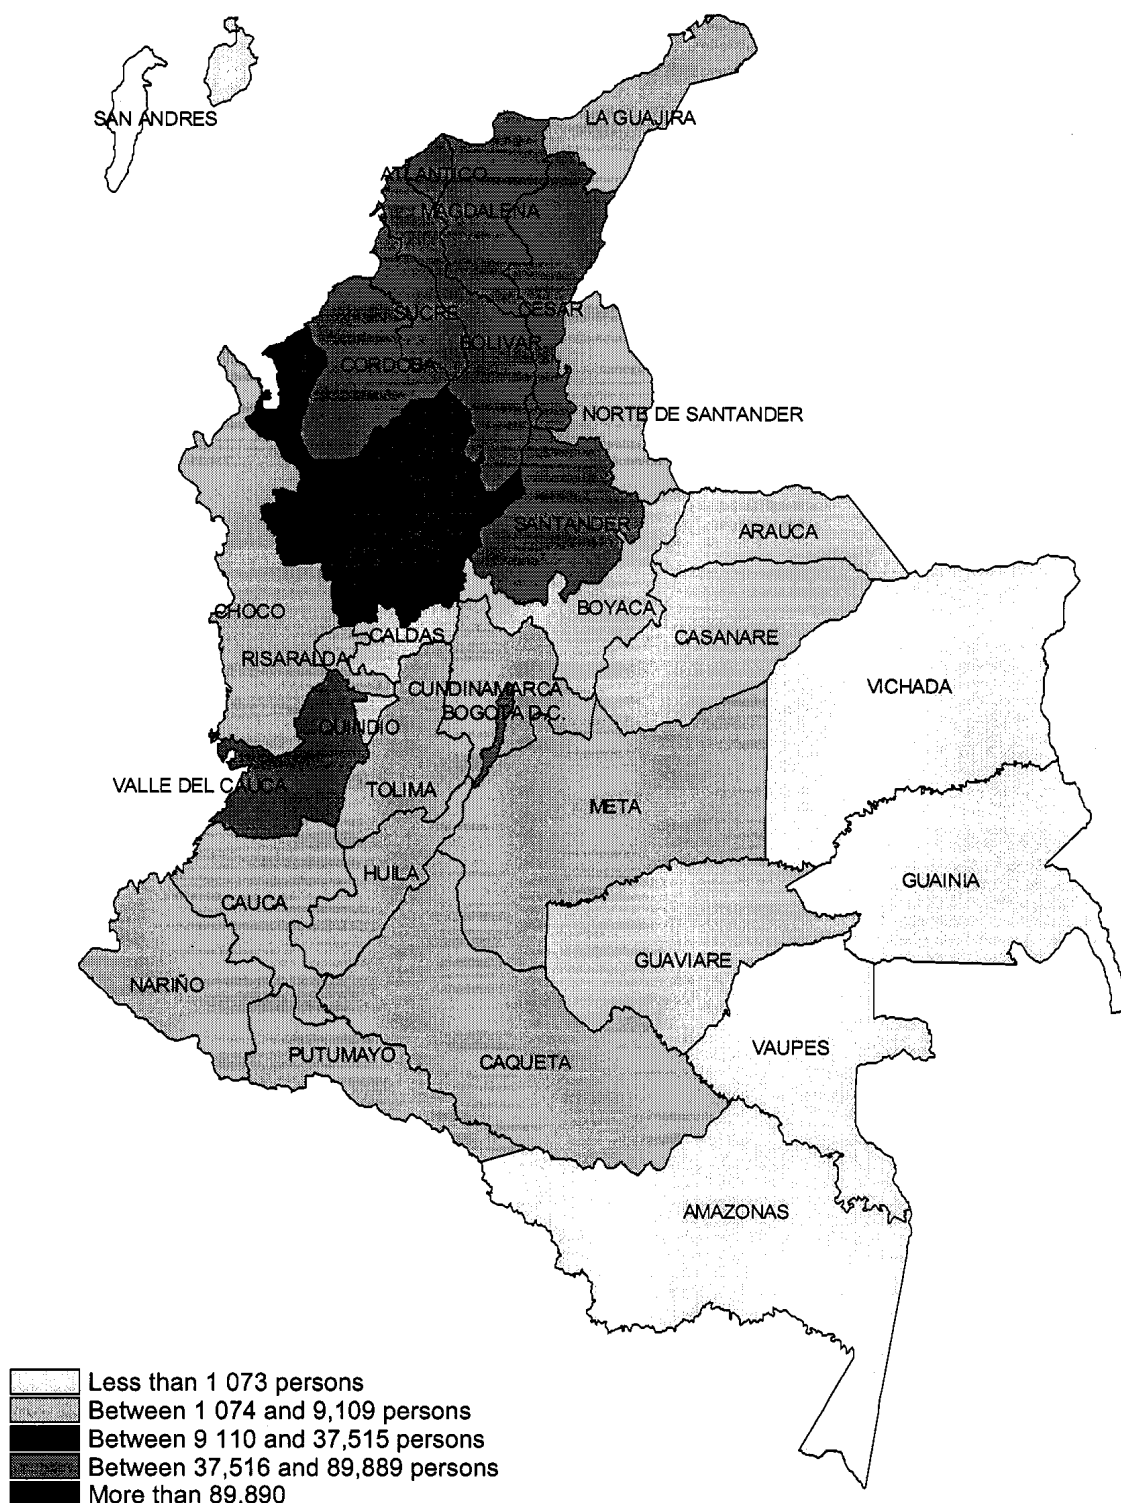 SAN ANDRES
LA GUAJIRA
ATLANTICO
MAGDALENA
SUCRE
CESAR
BOLIVAR
CORDOBA
NORTE DE SANTANDER
SANTANDER
ARAUCA
CHOCO
BOYACA
CALDAS
CASANARE
RISARALDA
CUNDINAMARCA
VICHADA
BOGOTA D.C.
QUINDIO
VALLE DEL CAUCA
TOLIMA
META
HUILA
GUAINIA
CAUCA
GUAVIARE
NARIÑO
VAUPES
PUTUMAYO
CAQUETA
AMAZONAS
Less than 1 073 persons
Between 1 074 and 9,109 persons
Between 9 110 and 37,515 persons
Between 37,516 and 89,889 persons
More than 89,890